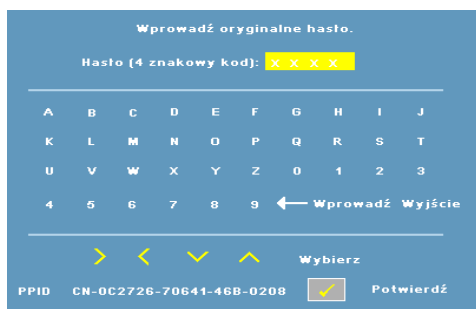 Wprowadź oryginalne hasło.
Hasło (4 znakowy kod): X X X X
A B C D E F G H I J
K L M N O P Q R S T
U V W X Y Z 0 1 2 3
4 5 6 7 8 9 ← Wprowadź Wyjście
> < ∨ ∧ Wybierz
PPID CN-0C2726-70641-46B-0208 ✓ Potwierdź